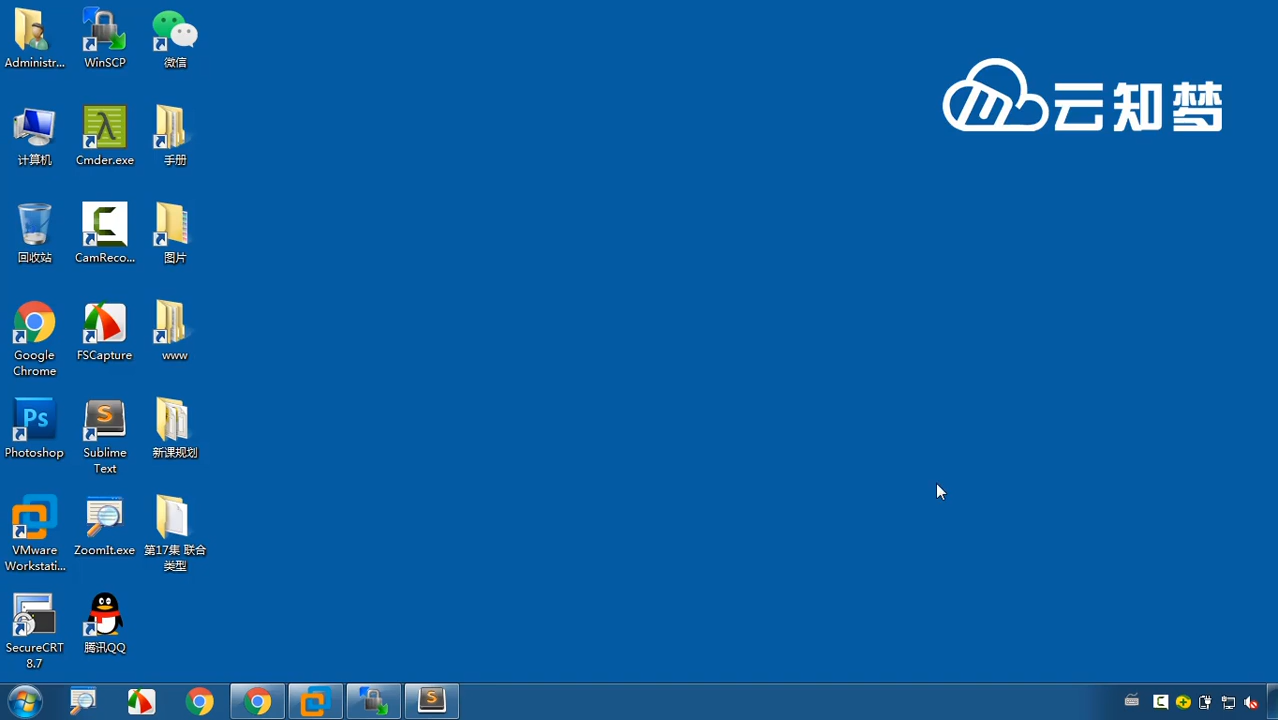 云知梦
Administr...
WinSCP
微信
计算机
Cmder.exe
手册
回收站
CamReco...
图片
Google
Chrome
FSCapture
www
Ps
Photoshop
Sublime
Text
新课规划
VMware
Workstati...
ZoomIt.exe
第17集 联合
类型
SecureCRT
8.7
腾讯QQ